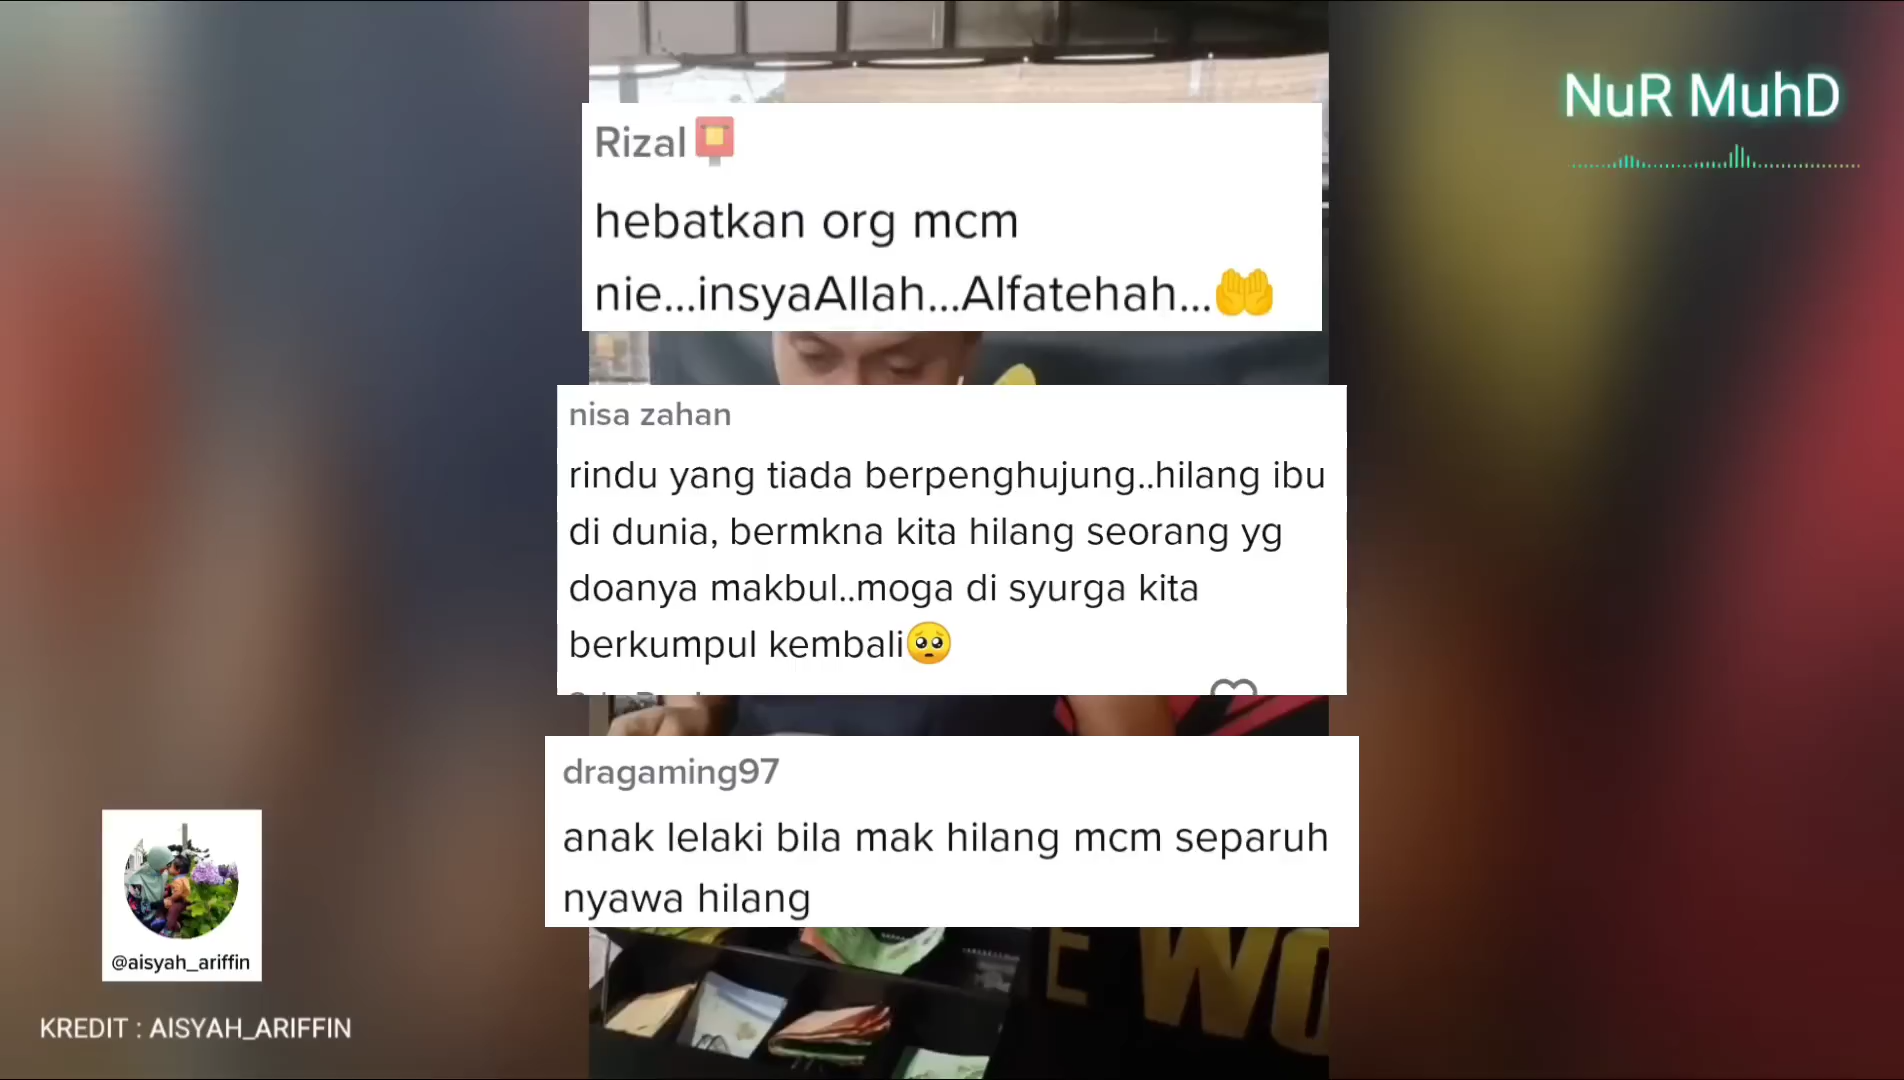 NuR MuhD
Rizal📮
hebatkan org mcm
nie...insyaAllah...Alfatehah...🤲
nisa zahan
rindu yang tiada berpenghujung..hilang ibu
di dunia, bermkna kita hilang seorang yg
doanya makbul..moga di syurga kita
berkumpul kembali🥺
dragaming97
anak lelaki bila mak hilang mcm separuh
nyawa hilang
@aisyah_ariffin
KREDIT : AISYAH_ARIFFIN
E WO